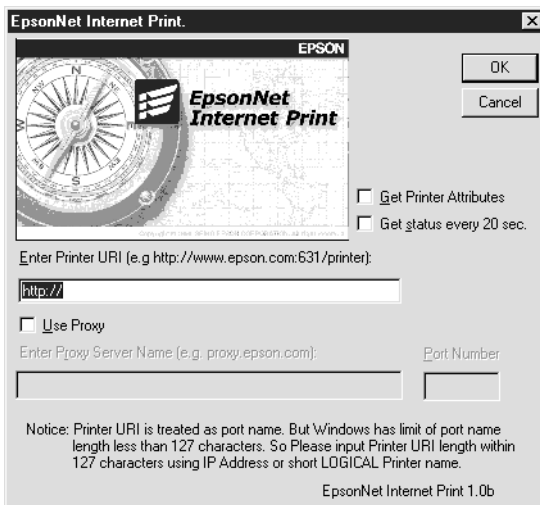 EpsonNet Internet Print.
EPSON
OK
Cancel
N
W
S
EpsonNet
Internet Print
Get Printer Attributes
Get status every 20 sec.
Enter Printer URI (e.g http://www.epson.com:631/printer):
http://
Use Proxy
Enter Proxy Server Name (e.g. proxy.epson.com):
Port Number
Notice: Printer URI is treated as port name. But Windows has limit of port name
length less than 127 characters. So Please input Printer URI length within
127 characters using IP Address or short LOGICAL Printer name.
EpsonNet Internet Print 1.0b